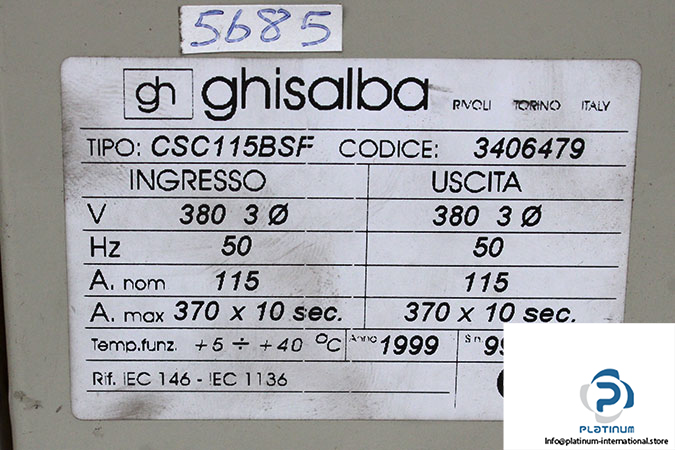 5685
gh ghisalba RIVOLI TORINO ITALY
TIPO: CSC115BSF CODICE: 3406479
INGRESSO USCITA
V 380 3 Ø 380 3 Ø
Hz 50 50
A. nom 115 115
A. max 370 x 10 sec. 370 x 10 sec.
Temp.funz. +5 ÷ +40 °C Anno 1999 S.n. 99
Rif. IEC 146 - IEC 1136
PLATINUM
Info@platinum-international.store